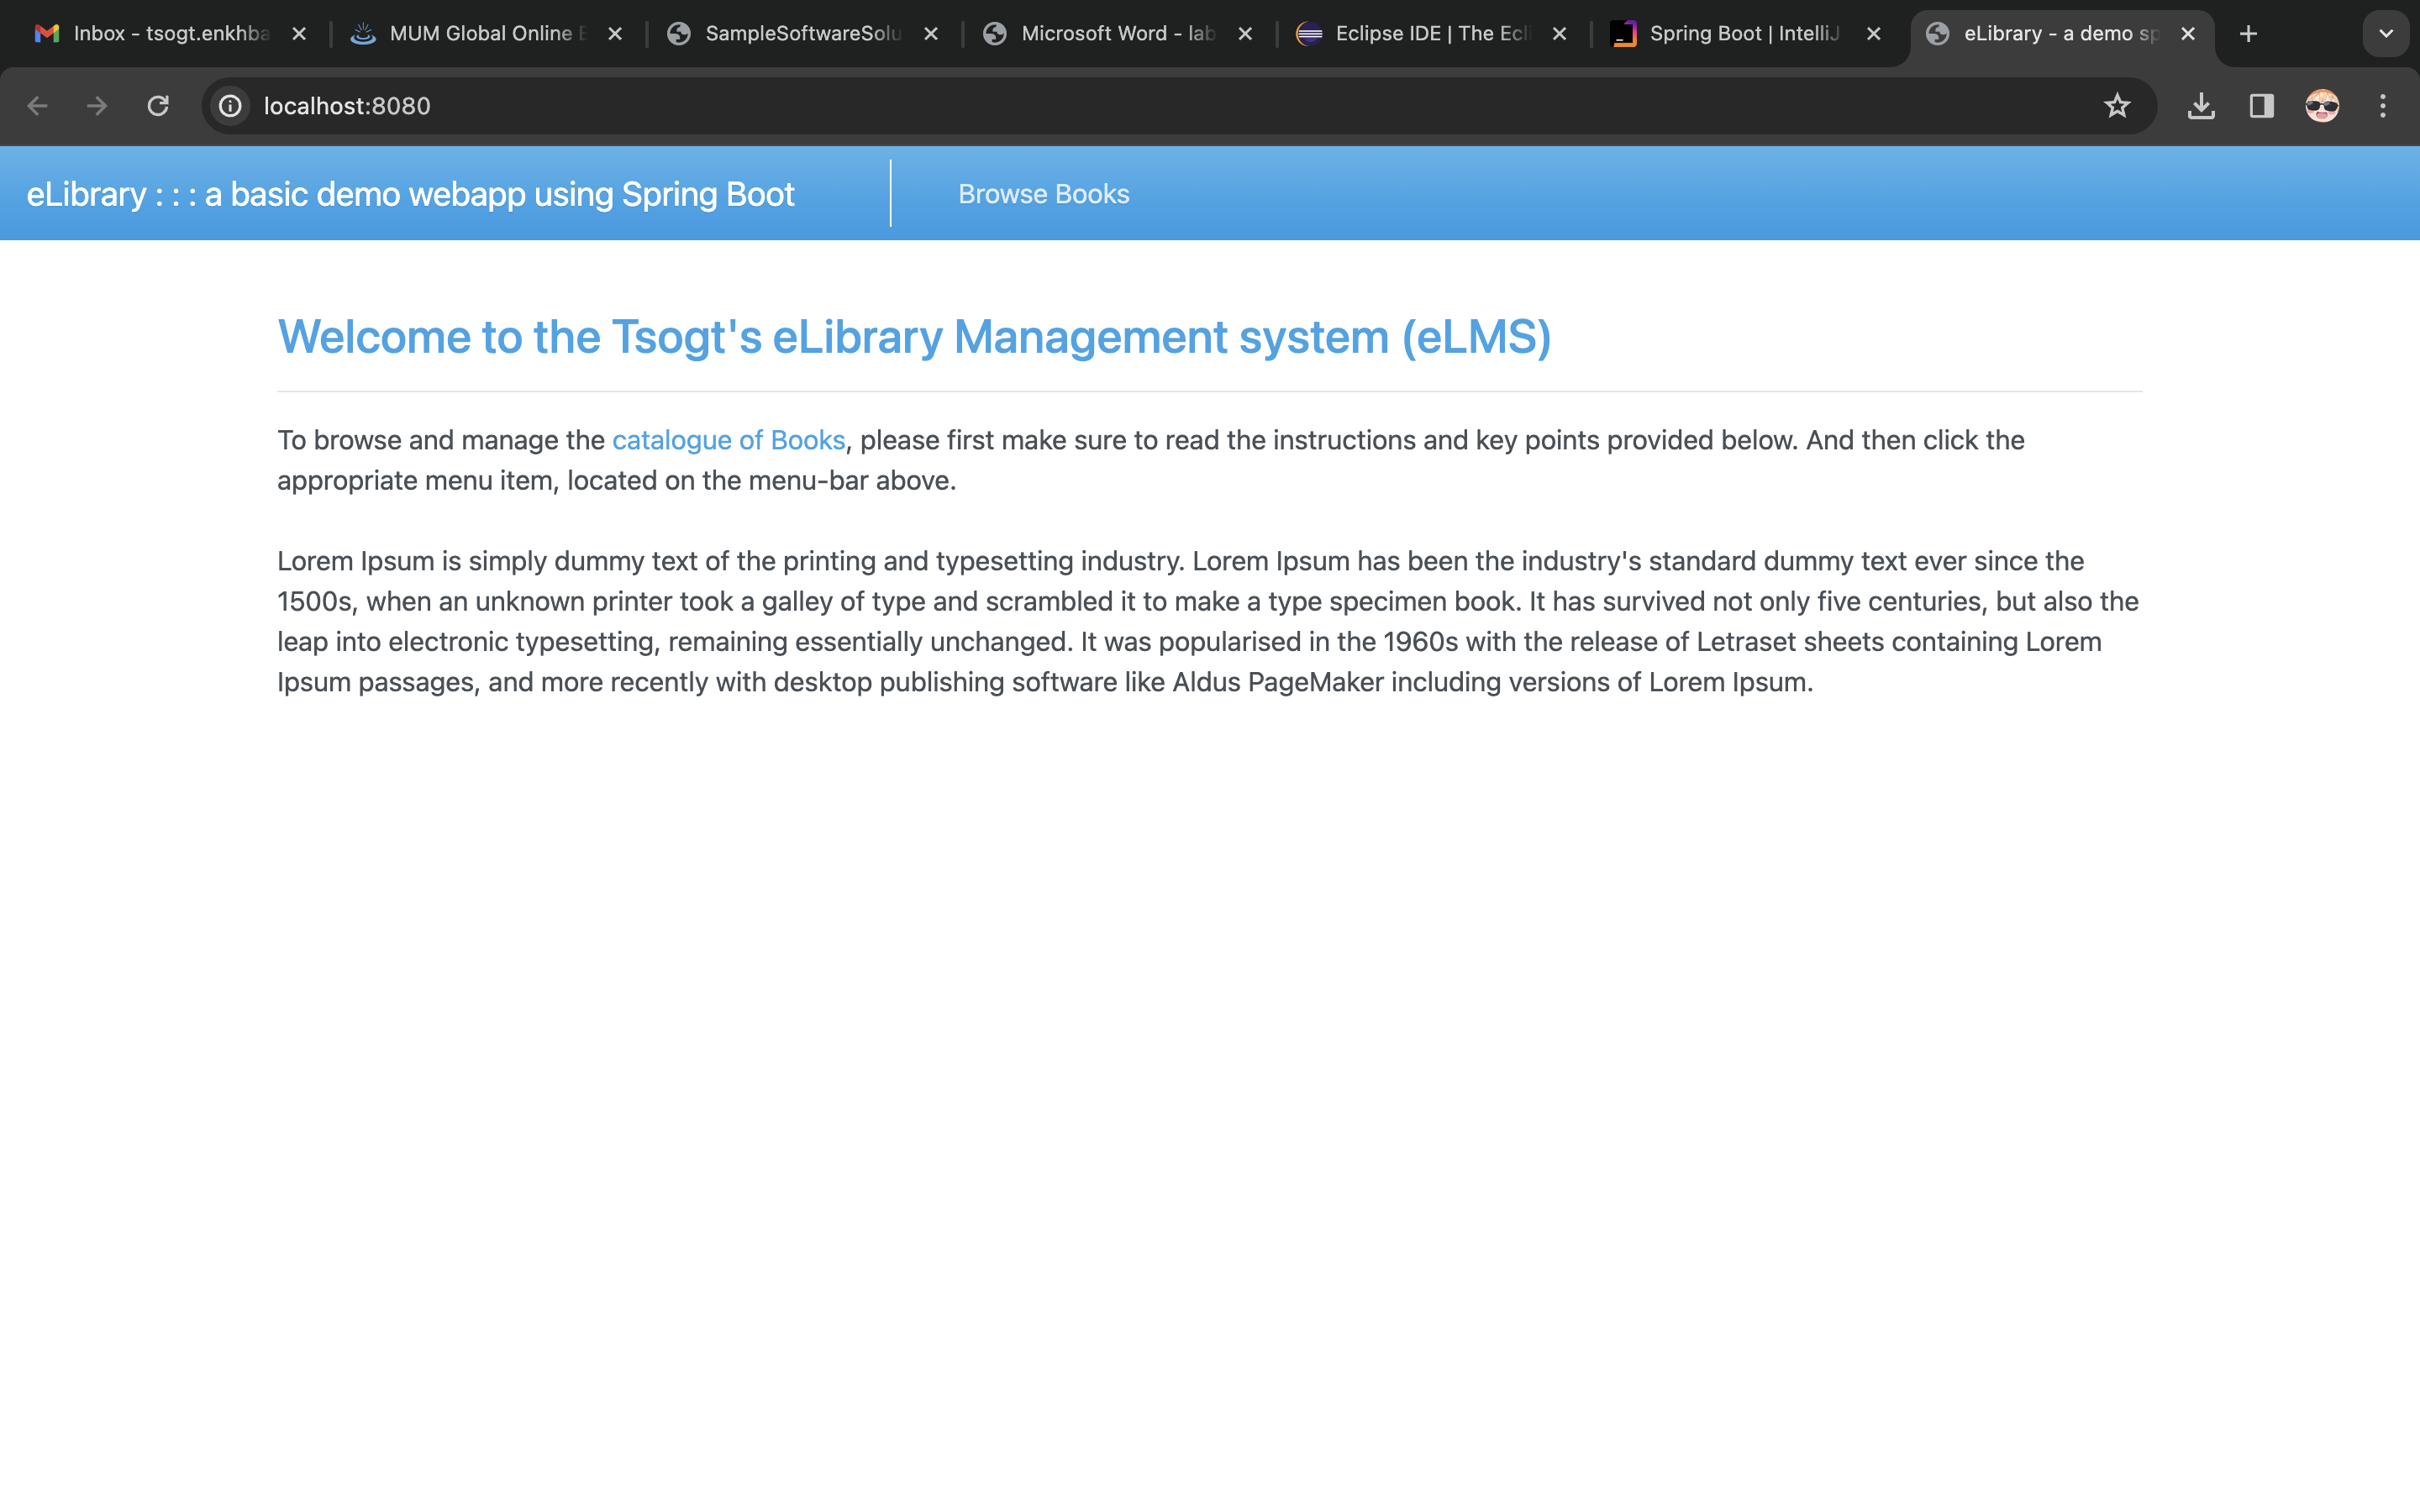 Inbox - tsogt.enkhba
MUM Global Online E
SampleSoftwareSolu
Microsoft Word - lab
Eclipse IDE | The Ecli
Spring Boot | IntelliJ
eLibrary - a demo sp
localhost:8080
eLibrary : : : a basic demo webapp using Spring Boot
Browse Books
Welcome to the Tsogt's eLibrary Management system (eLMS)
To browse and manage the catalogue of Books, please first make sure to read the instructions and key points provided below. And then click the
appropriate menu item, located on the menu-bar above.
Lorem Ipsum is simply dummy text of the printing and typesetting industry. Lorem Ipsum has been the industry's standard dummy text ever since the
1500s, when an unknown printer took a galley of type and scrambled it to make a type specimen book. It has survived not only five centuries, but also the
leap into electronic typesetting, remaining essentially unchanged. It was popularised in the 1960s with the release of Letraset sheets containing Lorem
Ipsum passages, and more recently with desktop publishing software like Aldus PageMaker including versions of Lorem Ipsum.